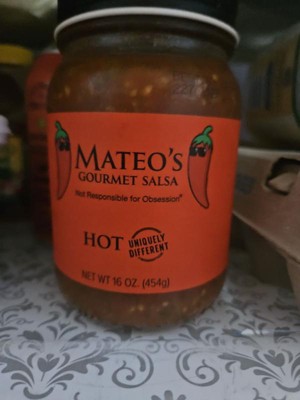 MATEO'S
GOURMET SALSA
Not Responsible for Obsession®
HOT
UNIQUELY
DIFFERENT
NET WT 16 OZ. (454g)